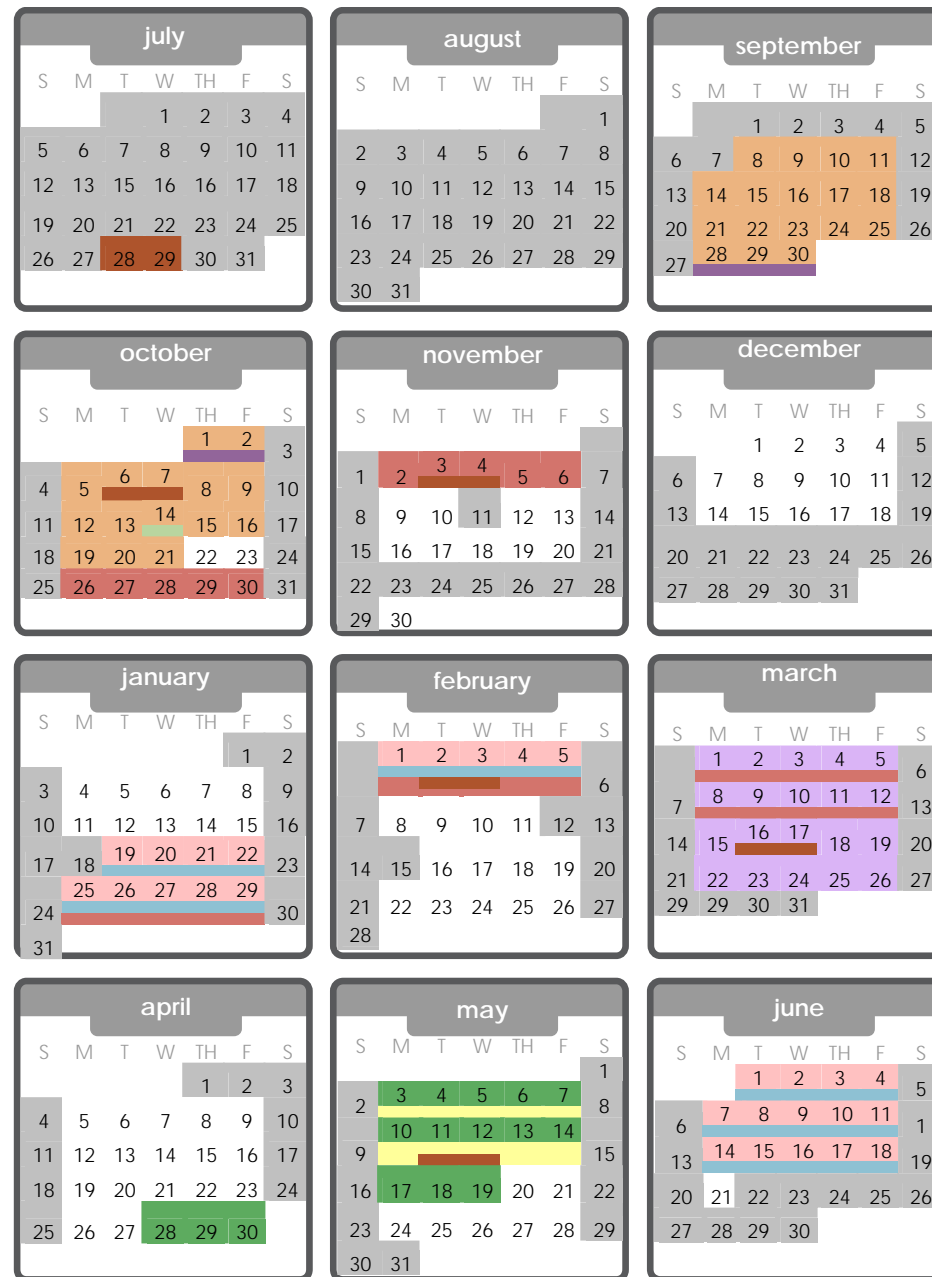 july
S M T W TH F S
1 2 3 4
5 6 7 8 9 10 11
12 13 15 16 16 17 18
19 20 21 22 23 24 25
26 27 28 29 30 31
august
S M T W TH F S
1
2 3 4 5 6 7 8
9 10 11 12 13 14 15
16 17 18 19 20 21 22
23 24 25 26 27 28 29
30 31
september
S M T W TH F S
1 2 3 4 5
6 7 8 9 10 11 12
13 14 15 16 17 18 19
20 21 22 23 24 25 26
27 28 29 30
october
S M T W TH F S
1 2 3
4 5 6 7 8 9 10
11 12 13 14 15 16 17
18 19 20 21 22 23 24
25 26 27 28 29 30 31
november
S M T W TH F S
1 2 3 4 5 6 7
8 9 10 11 12 13 14
15 16 17 18 19 20 21
22 23 24 25 26 27 28
29 30
december
S M T W TH F S
1 2 3 4 5
6 7 8 9 10 11 12
13 14 15 16 17 18 19
20 21 22 23 24 25 26
27 28 29 30 31
january
S M T W TH F S
1 2
3 4 5 6 7 8 9
10 11 12 13 14 15 16
17 18 19 20 21 22 23
24 25 26 27 28 29 30
31
february
S M T W TH F S
1 2 3 4 5 6
7 8 9 10 11 12 13
14 15 16 17 18 19 20
21 22 23 24 25 26 27
28
march
S M T W TH F S
1 2 3 4 5 6
7 8 9 10 11 12 13
14 15 16 17 18 19 20
21 22 23 24 25 26 27
29 29 30 31
april
S M T W TH F S
1 2 3
4 5 6 7 8 9 10
11 12 13 14 15 16 17
18 19 20 21 22 23 24
25 26 27 28 29 30
may
S M T W TH F S
1
2 3 4 5 6 7 8
9 10 11 12 13 14 15
16 17 18 19 20 21 22
23 24 25 26 27 28 29
30 31
june
S M T W TH F S
1 2 3 4 5
6 7 8 9 10 11 1
13 14 15 16 17 18 19
20 21 22 23 24 25 26
27 28 29 30